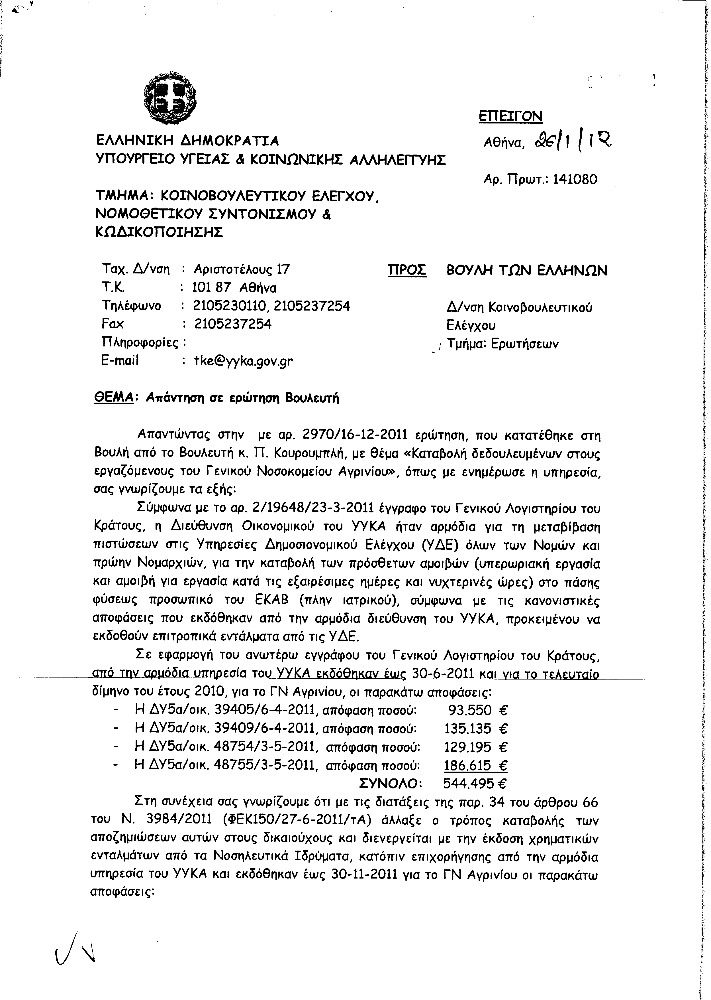 ΕΠΕΙΓΟΝ
ΕΛΛΗΝΙΚΗ ΔΗΜΟΚΡΑΤΙΑ
Αθήνα, 26/1/12
ΥΠΟΥΡΓΕΙΟ ΥΓΕΙΑΣ & ΚΟΙΝΩΝΙΚΗΣ ΑΛΛΗΛΕΓΓΥΗΣ
Αρ. Πρωτ.: 141080
ΤΜΗΜΑ: ΚΟΙΝΟΒΟΥΛΕΥΤΙΚΟΥ ΕΛΕΓΧΟΥ,
ΝΟΜΟΘΕΤΙΚΟΥ ΣΥΝΤΟΝΙΣΜΟΥ &
ΚΩΔΙΚΟΠΟΙΗΣΗΣ
Ταχ. Δ/νση : Αριστοτέλους 17
Τ.Κ. : 101 87 Αθήνα
Τηλέφωνο : 2105230110, 2105237254
Fax : 2105237254
Πληροφορίες :
E-mail : tke@yyka.gov.gr
ΠΡΟΣ ΒΟΥΛΗ ΤΩΝ ΕΛΛΗΝΩΝ
Δ/νση Κοινοβουλευτικού
Ελέγχου
Τμήμα: Ερωτήσεων
ΘΕΜΑ: Απάντηση σε ερώτηση Βουλευτή
Απαντώντας στην με αρ. 2970/16-12-2011 ερώτηση, που κατατέθηκε στη
Βουλή από το Βουλευτή κ. Π. Κουρουμπλή, με θέμα «Καταβολή δεδουλευμένων στους
εργαζόμενους του Γενικού Νοσοκομείου Αγρινίου», όπως με ενημέρωσε η υπηρεσία,
σας γνωρίζουμε τα εξής:
Σύμφωνα με το αρ. 2/19648/23-3-2011 έγγραφο του Γενικού Λογιστηρίου του
Κράτους, η Διεύθυνση Οικονομικού του ΥΥΚΑ ήταν αρμόδια για τη μεταβίβαση
πιστώσεων στις Υπηρεσίες Δημοσιονομικού Ελέγχου (ΥΔΕ) όλων των Νομών και
πρώην Νομαρχιών, για την καταβολή των πρόσθετων αμοιβών (υπερωριακή εργασία
και αμοιβή για εργασία κατά τις εξαιρέσιμες ημέρες και νυχτερινές ώρες) στο πάσης
φύσεως προσωπικό του ΕΚΑΒ (πλην ιατρικού), σύμφωνα με τις κανονιστικές
αποφάσεις που εκδόθηκαν από την αρμόδια διεύθυνση του ΥΥΚΑ, προκειμένου να
εκδοθούν επιτροπικά εντάλματα από τις ΥΔΕ.
Σε εφαρμογή του ανωτέρω εγγράφου του Γενικού Λογιστηρίου του Κράτους,
από την αρμόδια υπηρεσία του ΥΥΚΑ εκδόθηκαν έως 30-6-2011 και για το τελευταίο
δίμηνο του έτους 2010, για το ΓΝ Αγρινίου, οι παρακάτω αποφάσεις:
- Η ΔΥ5α/οικ. 39405/6-4-2011, απόφαση ποσού: 93.550 €
- Η ΔΥ5α/οικ. 39409/6-4-2011, απόφαση ποσού: 135.135 €
- Η ΔΥ5α/οικ. 48754/3-5-2011, απόφαση ποσού: 129.195 €
- Η ΔΥ5α/οικ. 48755/3-5-2011, απόφαση ποσού: 186.615 €
ΣΥΝΟΛΟ: 544.495 €
Στη συνέχεια σας γνωρίζουμε ότι με τις διατάξεις της παρ. 34 του άρθρου 66
του Ν. 3984/2011 (ΦΕΚ150/27-6-2011/τΑ) άλλαξε ο τρόπος καταβολής των
αποζημιώσεων αυτών στους δικαιούχους και διενεργείται με την έκδοση χρηματικών
ενταλμάτων από τα Νοσηλευτικά Ιδρύματα, κατόπιν επιχορήγησης από την αρμόδια
υπηρεσία του ΥΥΚΑ και εκδόθηκαν έως 30-11-2011 για το ΓΝ Αγρινίου οι παρακάτω
αποφάσεις: